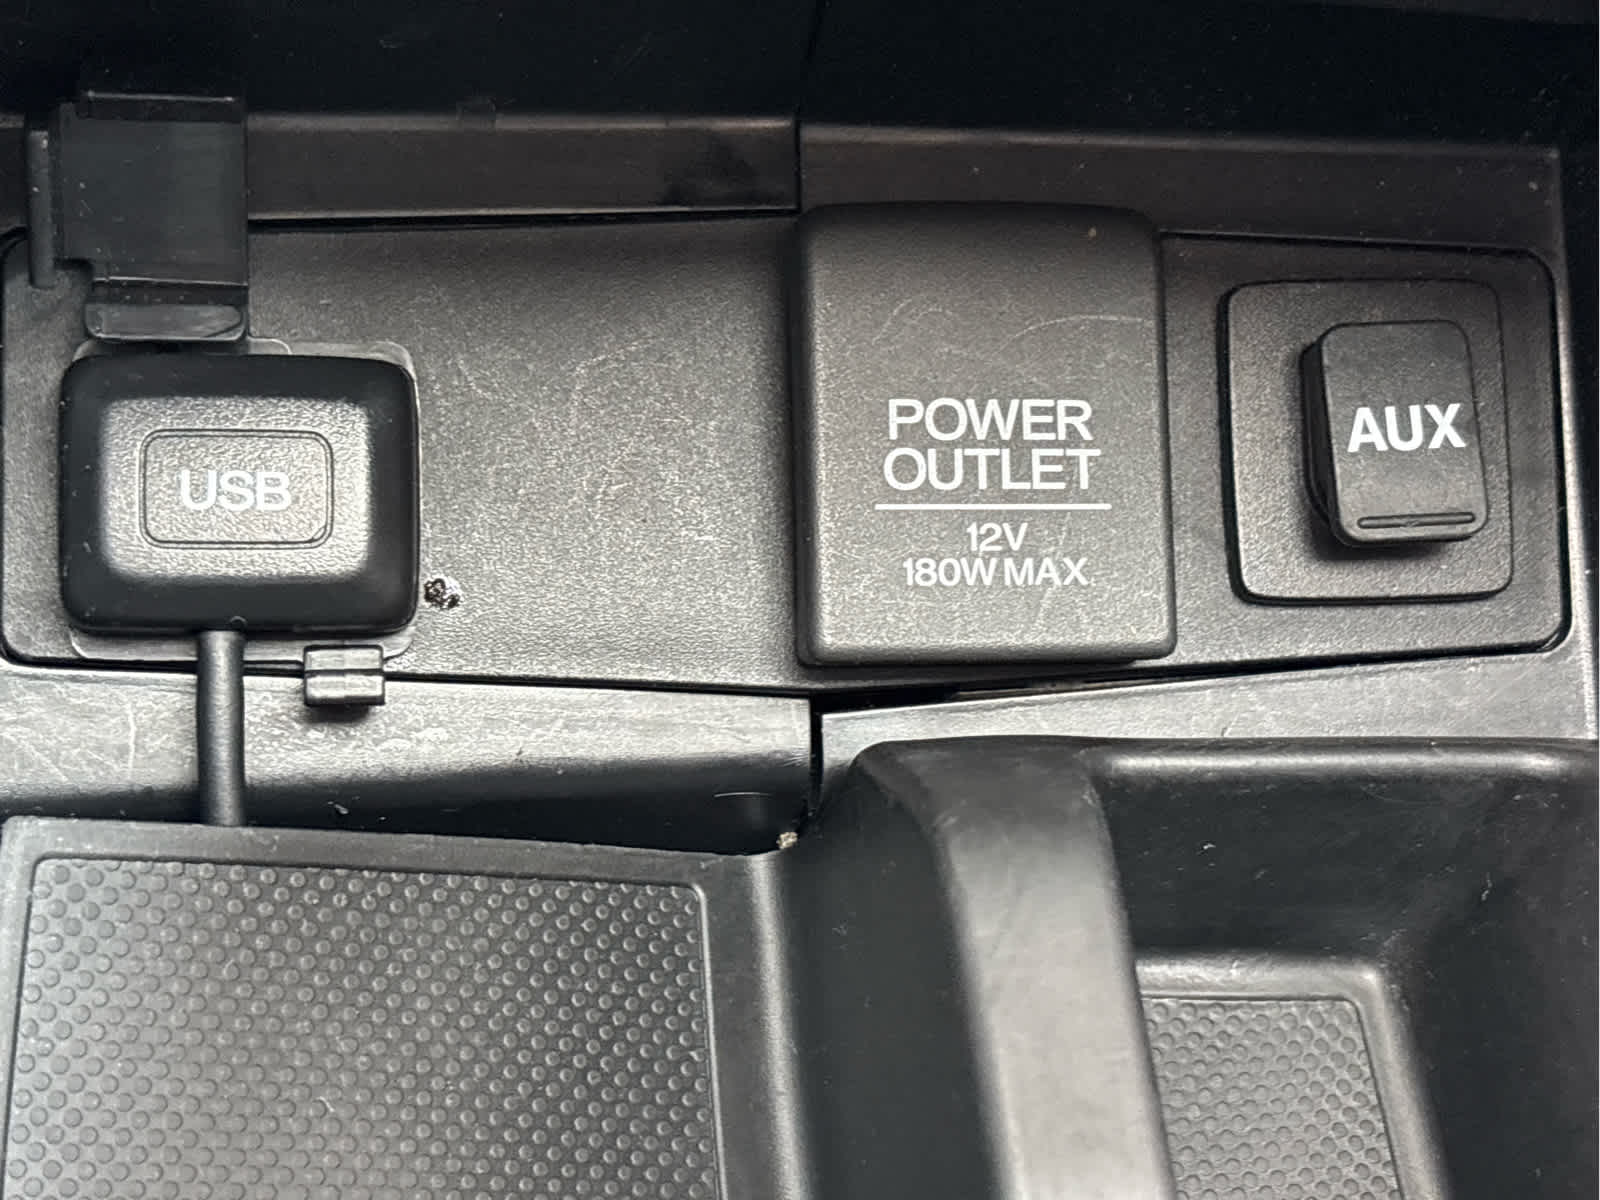 USB
POWER
OUTLET
12V
180W MAX.
AUX